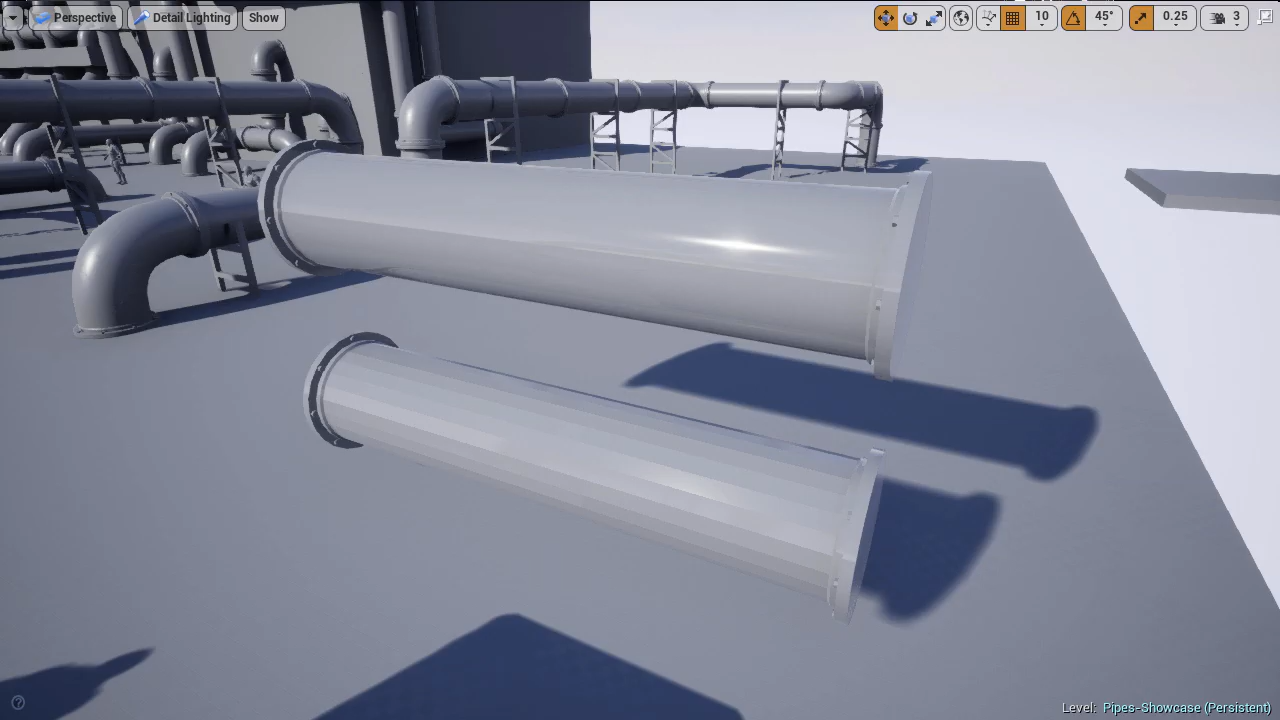 Perspective Detail Lighting Show 10 45° 0.25 3
Level: Pipes-Showcase (Persistent)